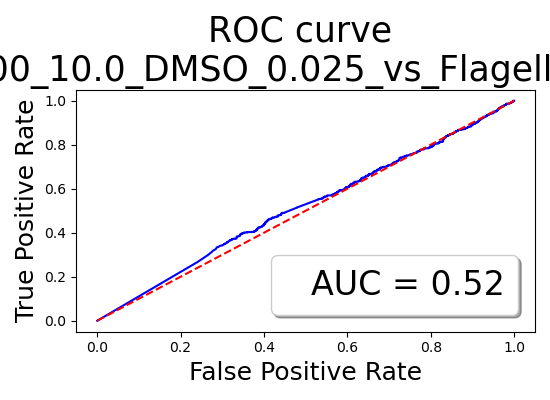 ROC curve
00_10.0_DMSO_0.025_vs_Flagell
True Positive Rate
1.0
0.8
0.6
0.4
0.2
0.0
AUC = 0.52
0.0 0.2 0.4 0.6 0.8 1.0
False Positive Rate